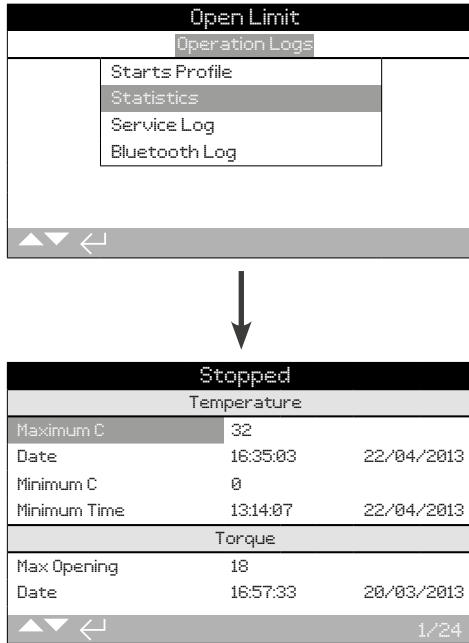 Open Limit
Operation Logs
Starts Profile
Statistics
Service Log
Bluetooth Log
Stopped
Temperature
Maximum C 32
Date 16:35:03 22/04/2013
Minimum C 0
Minimum Time 13:14:07 22/04/2013
Torque
Max Opening 18
Date 16:57:33 20/03/2013
1/24